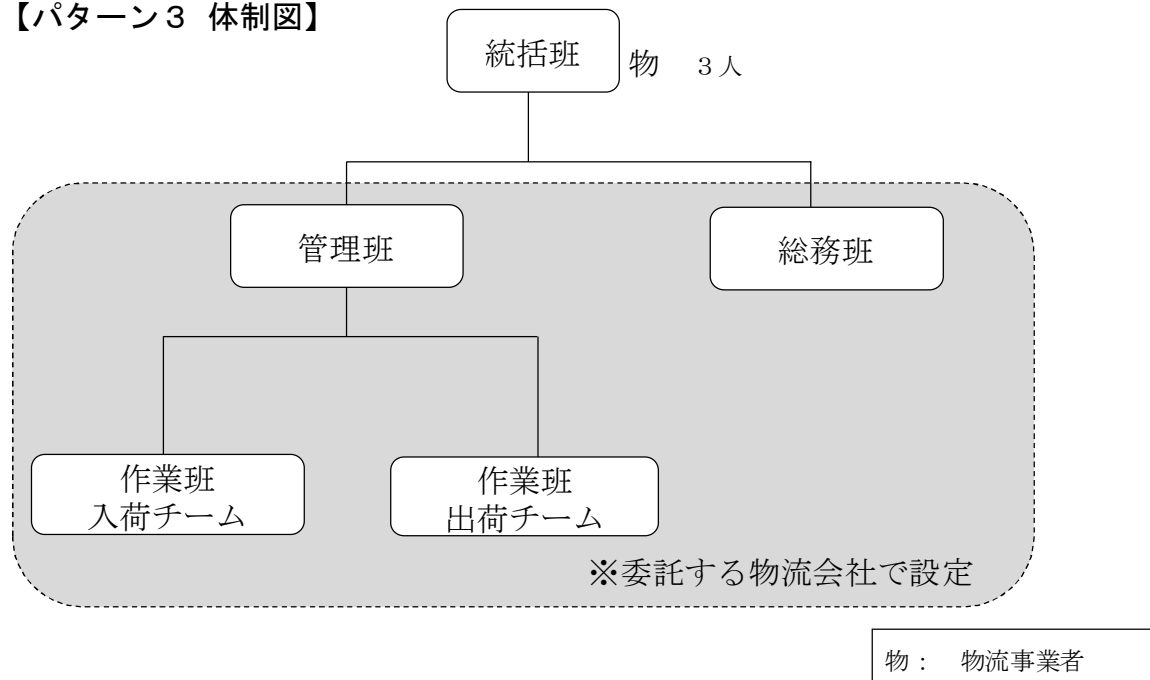 【パターン３ 体制図】
統括班
物　３人
管理班
総務班
作業班
入荷チーム
作業班
出荷チーム
※委託する物流会社で設定
物：　物流事業者